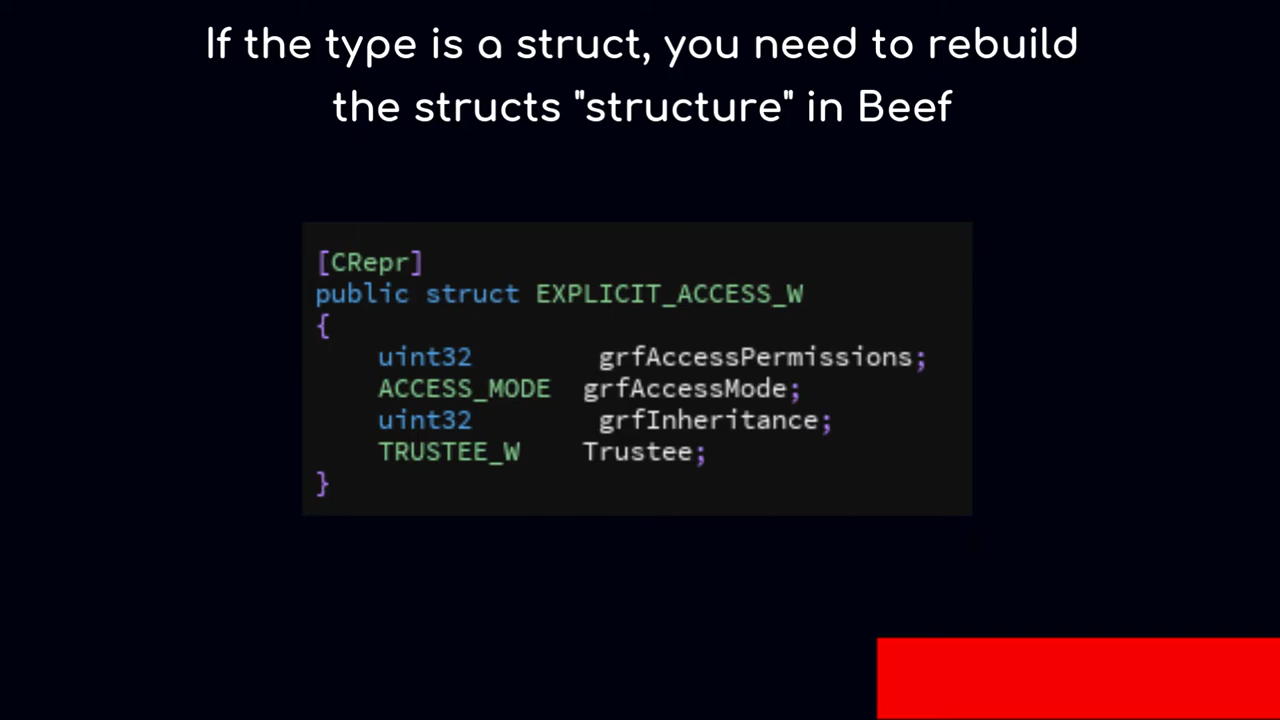 If the type is a struct, you need to rebuild
the structs "structure" in Beef
[CRepr]
public struct EXPLICIT_ACCESS_W
{
    uint32        grfAccessPermissions;
    ACCESS_MODE  grfAccessMode;
    uint32        grfInheritance;
    TRUSTEE_W    Trustee;
}